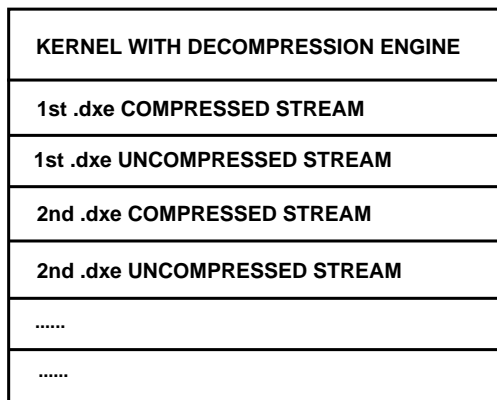 KERNEL WITH DECOMPRESSION ENGINE
1st .dxe COMPRESSED STREAM
1st .dxe UNCOMPRESSED STREAM
2nd .dxe COMPRESSED STREAM
2nd .dxe UNCOMPRESSED STREAM
......
......